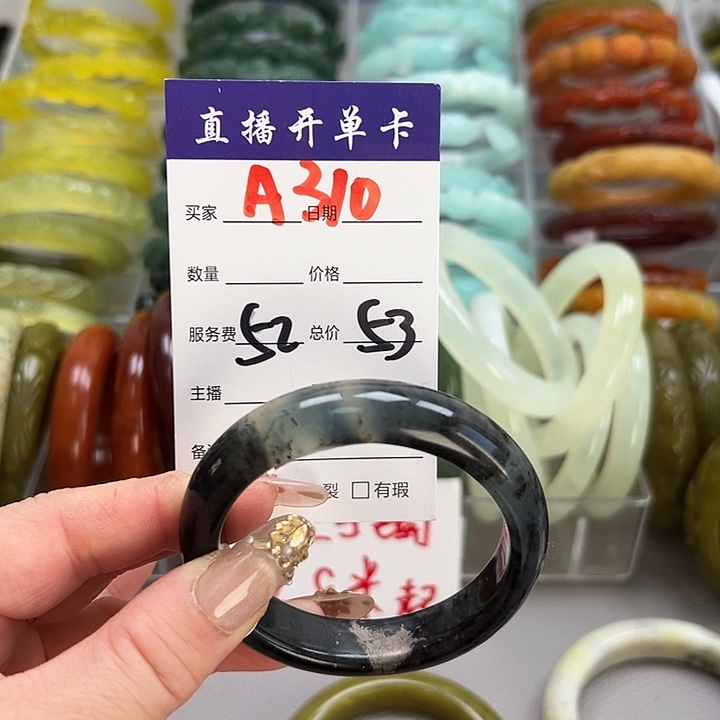 直播开单卡
A310
买家 日期
数量 价格
服务费 52 总价 53
主播
备
裂 □有瑕